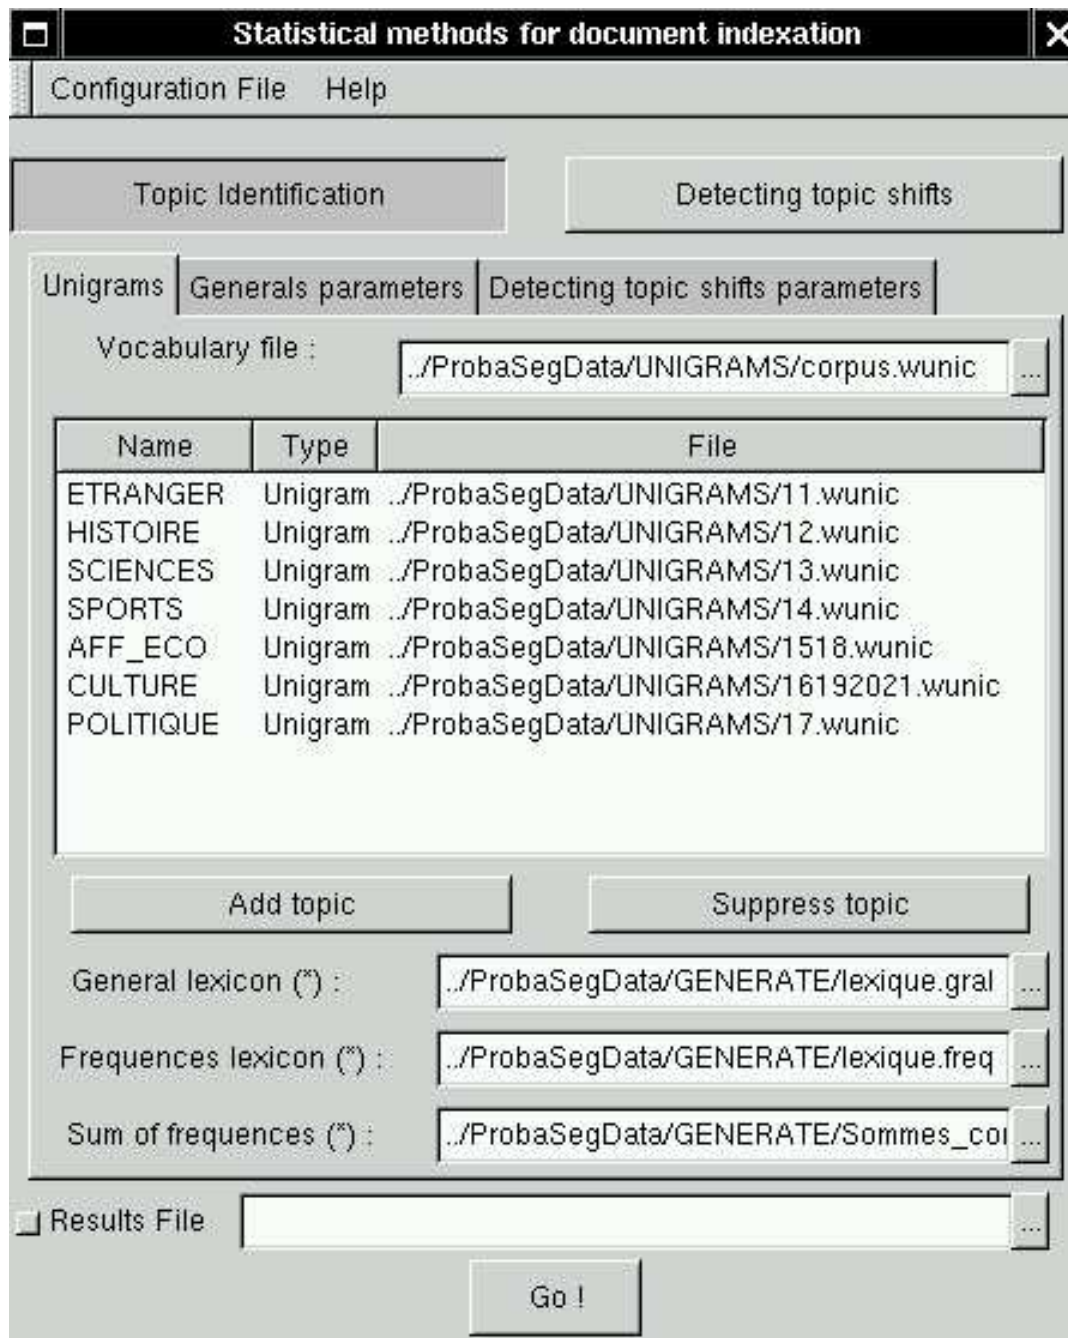 Statistical methods for document indexation
Configuration File Help
Topic Identification Detecting topic shifts
Unigrams Generals parameters Detecting topic shifts parameters
Vocabulary file : ../ProbaSegData/UNIGRAMS/corpus.wunic ...
Name Type File
ETRANGER Unigram ../ProbaSegData/UNIGRAMS/11.wunic
HISTOIRE Unigram ../ProbaSegData/UNIGRAMS/12.wunic
SCIENCES Unigram ../ProbaSegData/UNIGRAMS/13.wunic
SPORTS Unigram ../ProbaSegData/UNIGRAMS/14.wunic
AFF_ECO Unigram ../ProbaSegData/UNIGRAMS/1518.wunic
CULTURE Unigram ../ProbaSegData/UNIGRAMS/16192021.wunic
POLITIQUE Unigram ../ProbaSegData/UNIGRAMS/17.wunic
Add topic Suppress topic
General lexicon (*) : ../ProbaSegData/GENERATE/lexique.gral ...
Frequences lexicon (*) : ../ProbaSegData/GENERATE/lexique.freq ...
Sum of frequences (*) : ../ProbaSegData/GENERATE/Sommes_co ...
Results File ...
Go !